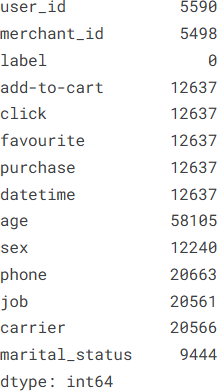 user_id 5590
merchant_id 5498
label 0
add-to-cart 12637
click 12637
favourite 12637
purchase 12637
datetime 12637
age 58105
sex 12240
phone 20663
job 20561
carrier 20566
marital_status 9444
dtype: int64